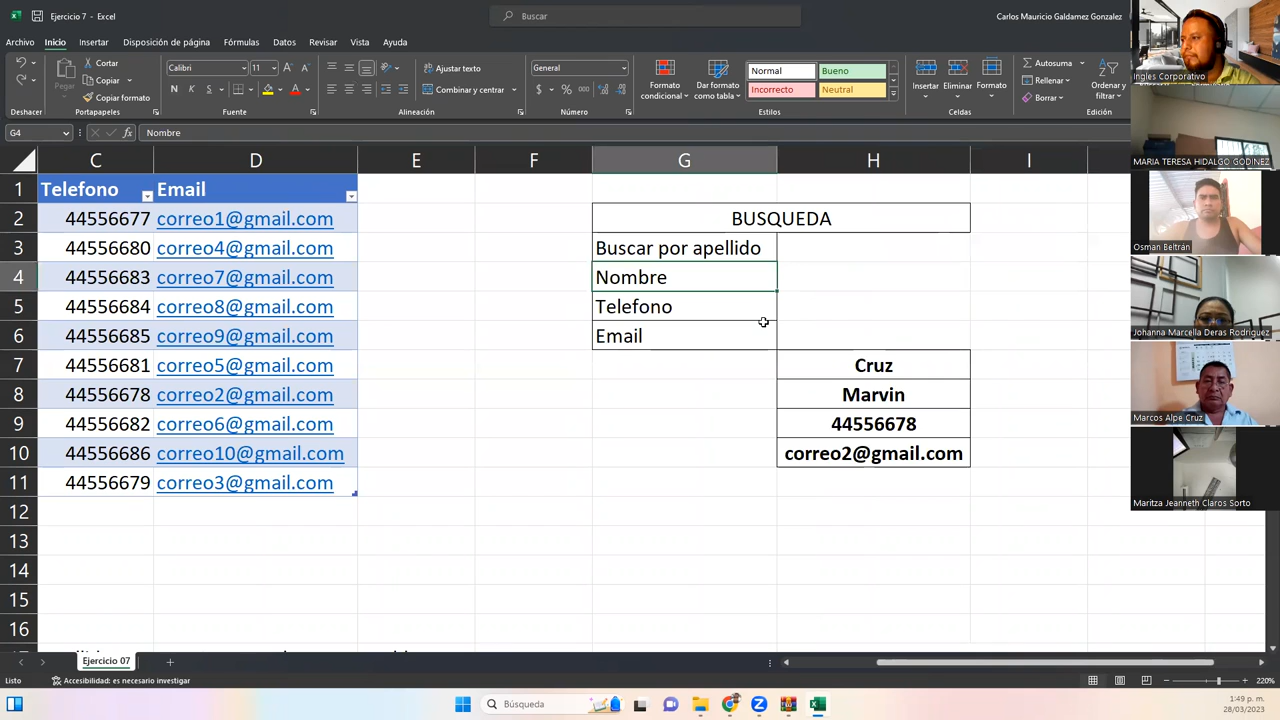 Ejercicio 7 - Excel
Buscar
Carlos Mauricio Galdamez Gonzalez
Archivo Inicio Insertar Disposición de página Fórmulas Datos Revisar Vista Ayuda
Cortar
Copiar
Pegar
Copiar formato
Deshacer
Portapapeles
Calibri 11
N K S
Fuente
Ajustar texto
Combinar y centrar
Alineación
General
$ % 000
Número
Formato condicional
Dar formato como tabla
Normal Bueno
Incorrecto Neutral
Estilos
Insertar Eliminar Formato
Celdas
Autosuma
Rellenar
Borrar
Ordenar y filtrar
Edición
G4 fx Nombre
C D E F G H I
1 Telefono Email
2 44556677 correo1@gmail.com BUSQUEDA
3 44556680 correo4@gmail.com Buscar por apellido
4 44556683 correo7@gmail.com Nombre
5 44556684 correo8@gmail.com Telefono
6 44556685 correo9@gmail.com Email
7 44556681 correo5@gmail.com Cruz
8 44556678 correo2@gmail.com Marvin
9 44556682 correo6@gmail.com 44556678
10 44556686 correo10@gmail.com correo2@gmail.com
11 44556679 correo3@gmail.com
12
13
14
15
16
Ejercicio 07
Listo
Accesibilidad: es necesario investigar
220%
Búsqueda
1:49 p. m.
28/03/2023
Ingles Corporativo
MARIA TERESA HIDALGO GODINEZ
Osman Beltrán
Johanna Marcella Deras Rodriguez
Marcos Alpe Cruz
Maritza Jeanneth Claros Sorto